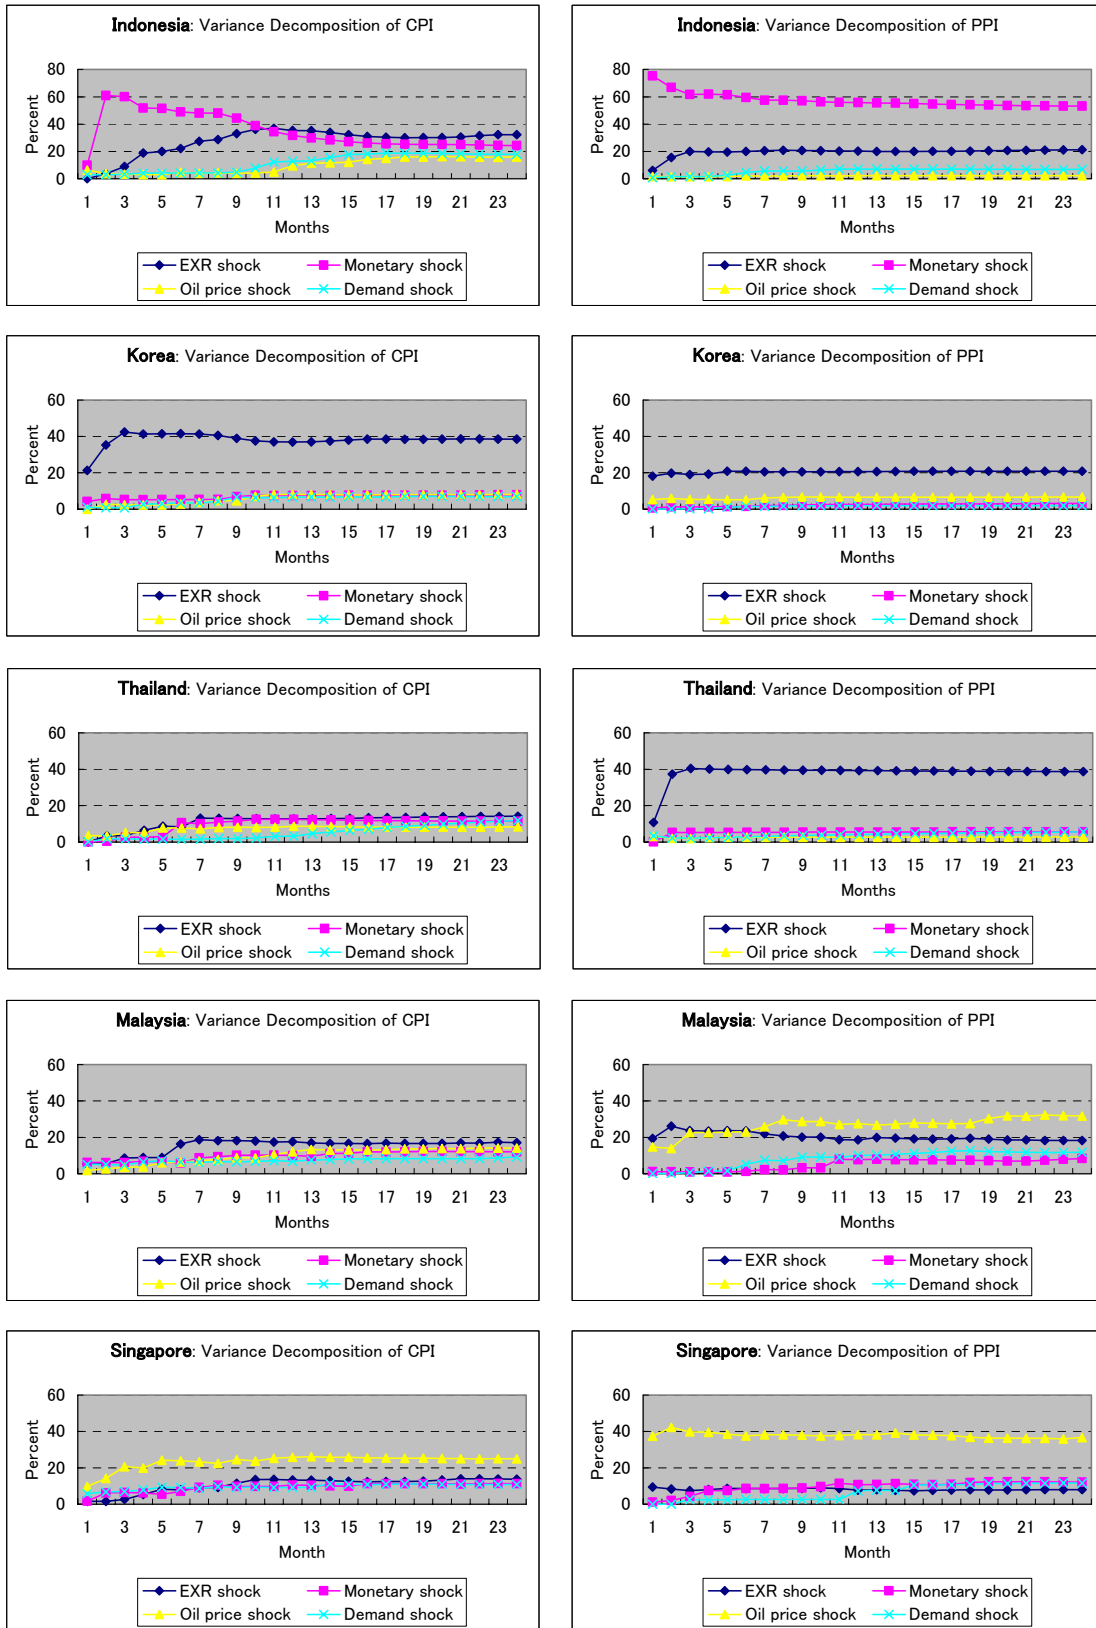 Indonesia: Variance Decomposition of CPI
80
60
40
20
0
Percent
1 3 5 7 9 11 13 15 17 19 21 23
Months
EXR shock Monetary shock
Oil price shock Demand shock
Indonesia: Variance Decomposition of PPI
80
60
40
20
0
Percent
1 3 5 7 9 11 13 15 17 19 21 23
Months
EXR shock Monetary shock
Oil price shock Demand shock
Korea: Variance Decomposition of CPI
60
40
20
0
Percent
1 3 5 7 9 11 13 15 17 19 21 23
Months
EXR shock Monetary shock
Oil price shock Demand shock
Korea: Variance Decomposition of PPI
60
40
20
0
Percent
1 3 5 7 9 11 13 15 17 19 21 23
Months
EXR shock Monetary shock
Oil price shock Demand shock
Thailand: Variance Decomposition of CPI
60
40
20
0
Percent
1 3 5 7 9 11 13 15 17 19 21 23
Months
EXR shock Monetary shock
Oil price shock Demand shock
Thailand: Variance Decomposition of PPI
60
40
20
0
Percent
1 3 5 7 9 11 13 15 17 19 21 23
Months
EXR shock Monetary shock
Oil price shock Demand shock
Malaysia: Variance Decomposition of CPI
60
40
20
0
Percent
1 3 5 7 9 11 13 15 17 19 21 23
Months
EXR shock Monetary shock
Oil price shock Demand shock
Malaysia: Variance Decomposition of PPI
60
40
20
0
Percent
1 3 5 7 9 11 13 15 17 19 21 23
Months
EXR shock Monetary shock
Oil price shock Demand shock
Singapore: Variance Decomposition of CPI
60
40
20
0
Percent
1 3 5 7 9 11 13 15 17 19 21 23
Month
EXR shock Monetary shock
Oil price shock Demand shock
Singapore: Variance Decomposition of PPI
60
40
20
0
Percent
1 3 5 7 9 11 13 15 17 19 21 23
Month
EXR shock Monetary shock
Oil price shock Demand shock